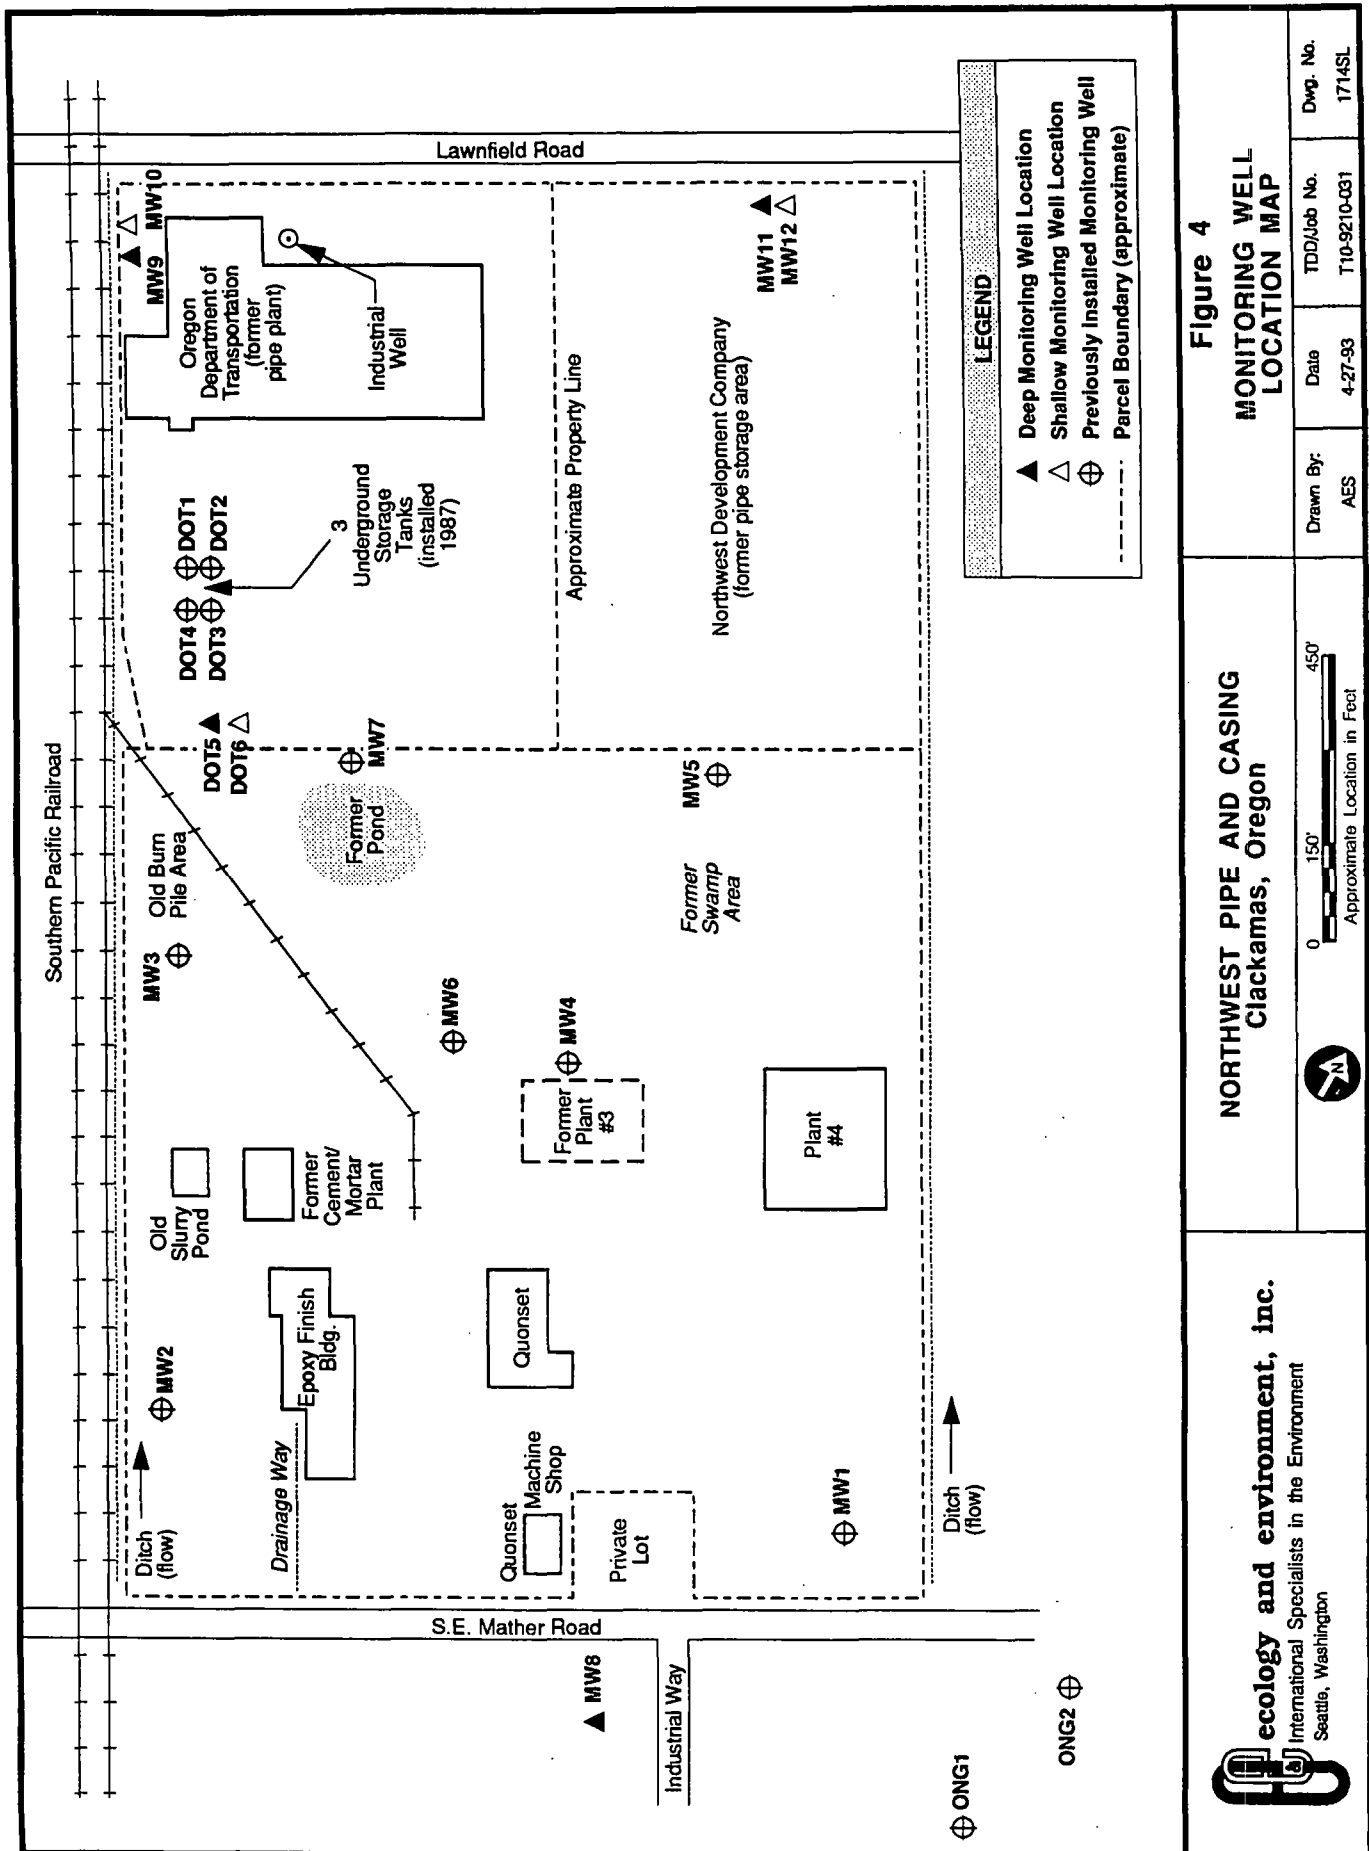 Southern Pacific Railroad
Lawnfield Road
MW9
MW10
Oregon
Department of
Transportation
(former
pipe plant)
Industrial
Well
DOT4
DOT1
DOT3
DOT2
3
Underground
Storage
Tanks
(installed
1987)
DOT5
DOT6
Approximate Property Line
MW11
MW12
Northwest Development Company
(former pipe storage area)
Ditch
(flow)
MW2
Old
Slurry
Pond
MW3
Old Burn
Pile Area
Drainage Way
Epoxy Finish
Bldg.
Former
Cement/
Mortar
Plant
MW6
Former
Pond
MW7
Quonset
Machine
Shop
Quonset
Former
Plant
#3
MW4
Private
Lot
Former
Swamp
Area
MW5
Plant
#4
MW1
Ditch
(flow)
S.E. Mather Road
MW8
Industrial Way
ONG1
ONG2
LEGEND
Deep Monitoring Well Location
Shallow Monitoring Well Location
Previously Installed Monitoring Well
Parcel Boundary (approximate)
ecology and environment, inc.
International Specialists in the Environment
Seattle, Washington
NORTHWEST PIPE AND CASING
Clackamas, Oregon
N
0 150' 450'
Approximate Location in Feet
Figure 4
MONITORING WELL
LOCATION MAP
Drawn By:
AES
Date
4-27-93
TDD/Job No.
T10-9210-031
Dwg. No.
1714SL